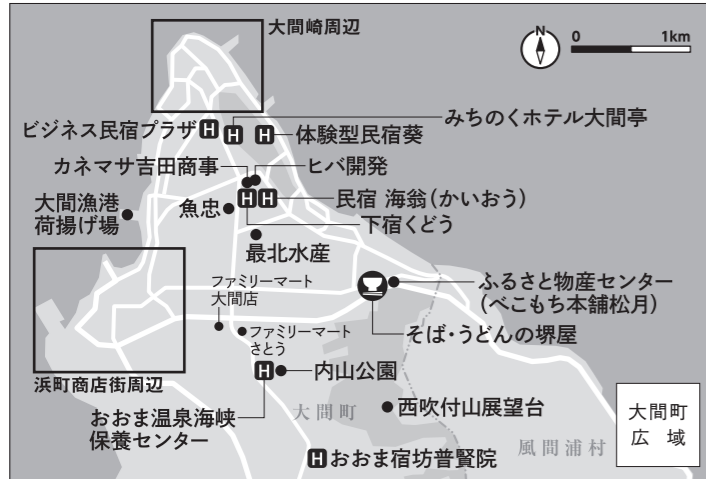 大間崎周辺
N
0 1km
みちのくホテル大間亭
ビジネス民宿プラザ H
H
H 体験型民宿葵
カネマサ吉田商事
ヒバ開発
大間漁港
荷揚げ場
魚忠
H H 民宿 海翁(かいおう)
下宿くどう
最北水産
ファミリーマート
大間店
ふるさと物産センター
(べこもち本舗松月)
ファミリーマート
さとう
そば・うどんの堺屋
浜町商店街周辺
H
内山公園
おおま温泉海峡
保養センター
大間町
西吹付山展望台
風間浦村
大間町
広域
H おおま宿坊普賢院